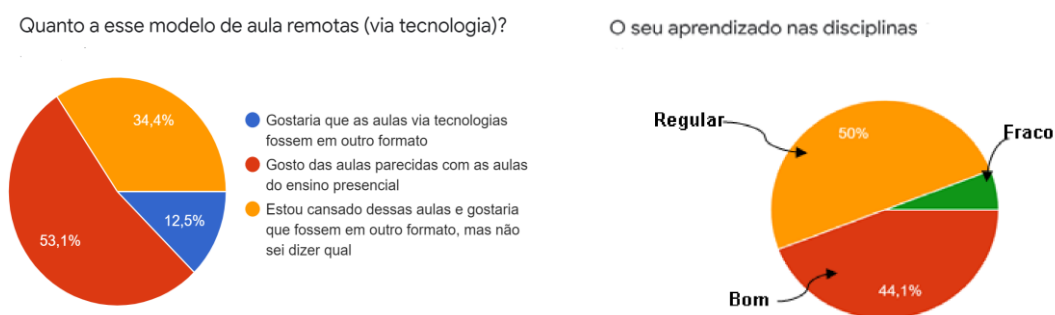 Quanto a esse modelo de aula remotas (via tecnologia)?
34,4%
12,5%
53,1%
Gostaria que as aulas via tecnologias
fossem em outro formato
Gosto das aulas parecidas com as aulas
do ensino presencial
Estou cansado dessas aulas e gostaria
que fossem em outro formato, mas não
sei dizer qual
O seu aprendizado nas disciplinas
Regular
50%
Fraco
Bom
44,1%